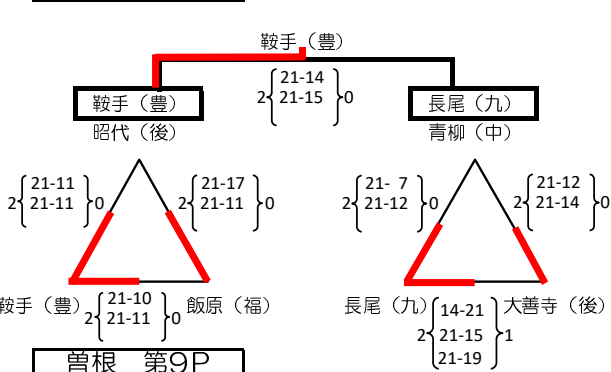 鞍手（豊）
2 21-14 0
21-15
鞍手（豊）
長尾（九）
昭代（後）
青柳（中）
21-11
2 21-11 0
21-17
2 21-11 0
21- 7
2 21-12 0
21-12
2 21-14 0
鞍手（豊）
飯原（福）
長尾（九）
大善寺（後）
21-10
2 21-11 0
14-21
2 21-15 1
21-19
曽根　第９Ｐ